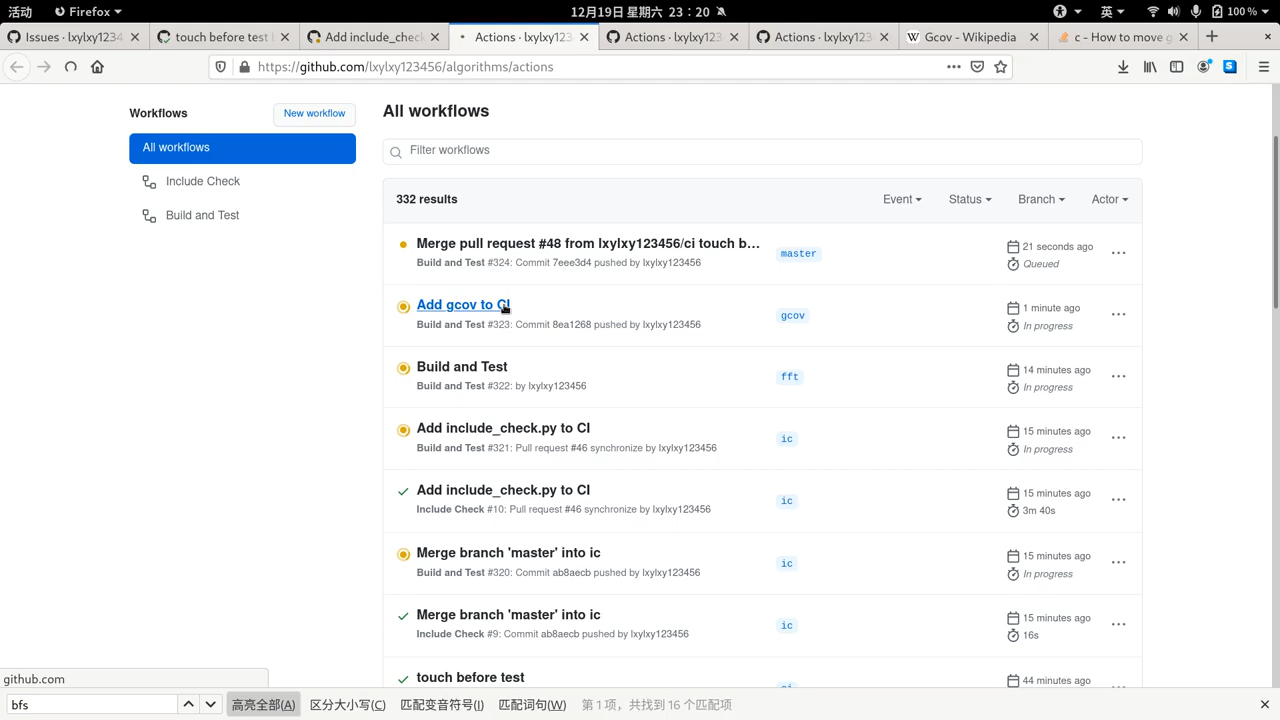 活动 Firefox 12月19日 星期六 23：20 英 100 %
Issues · lxylxy1234 touch before test Add include_check Actions · lxylxy123 Actions · lxylxy123 Actions · lxylxy123 Gcov - Wikipedia c - How to move g
https://github.com/lxylxy123456/algorithms/actions
Workflows New workflow
All workflows
Include Check
Build and Test
All workflows
Filter workflows
332 results Event Status Branch Actor
Merge pull request #48 from lxylxy123456/ci touch b… master 21 seconds ago
Build and Test #324: Commit 7eee3d4 pushed by lxylxy123456 Queued
Add gcov to CI gcov 1 minute ago
Build and Test #323: Commit 8ea1268 pushed by lxylxy123456 In progress
Build and Test fft 14 minutes ago
Build and Test #322: by lxylxy123456 In progress
Add include_check.py to CI ic 15 minutes ago
Build and Test #321: Pull request #46 synchronize by lxylxy123456 In progress
Add include_check.py to CI ic 15 minutes ago
Include Check #10: Pull request #46 synchronize by lxylxy123456 3m 40s
Merge branch 'master' into ic ic 15 minutes ago
Build and Test #320: Commit ab8aecb pushed by lxylxy123456 In progress
Merge branch 'master' into ic ic 15 minutes ago
Include Check #9: Commit ab8aecb pushed by lxylxy123456 16s
touch before test 44 minutes ago
github.com
bfs 高亮全部(A) 区分大小写(C) 匹配变音符号(I) 匹配词句(W) 第 1 项，共找到 16 个匹配项